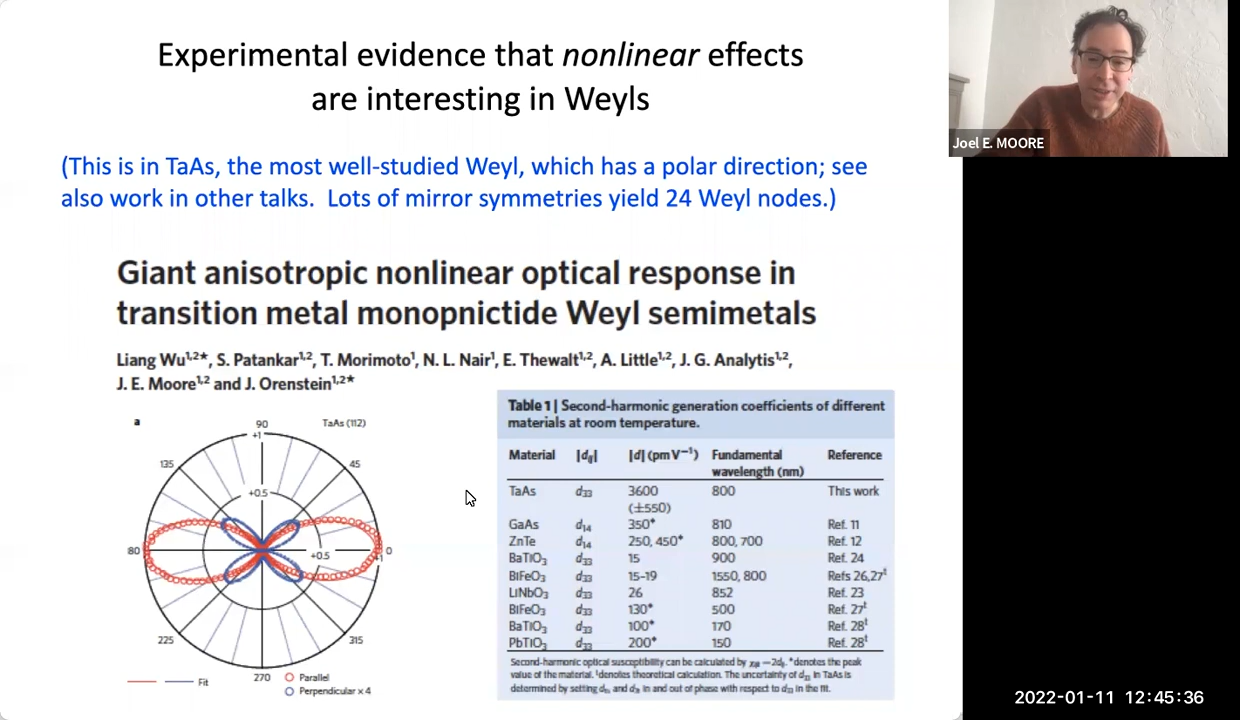 Experimental evidence that nonlinear effects
are interesting in Weyls
(This is in TaAs, the most well-studied Weyl, which has a polar direction; see
also work in other talks. Lots of mirror symmetries yield 24 Weyl nodes.)
Giant anisotropic nonlinear optical response in
transition metal monopnictide Weyl semimetals
Liang Wu1,2*, S. Patankar1,2, T. Morimoto1, N. L. Nair1, E. Thewalt1,2, A. Little1,2, J. G. Analytis1,2,
J. E. Moore1,2 and J. Orenstein1,2*
a
90
TaAs (112)
+1
135
45
+0.5
80
+0.5
0
225
315
270
Fit
Parallel
Perpendicular × 4
Table 1 | Second-harmonic generation coefficients of different
materials at room temperature.
Material |dij| |d| (pm V−1) Fundamental wavelength (nm) Reference
TaAs d33 3600 (±550) 800 This work
GaAs d14 350* 810 Ref. 11
ZnTe d14 250, 450* 800, 700 Ref. 12
BaTiO3 d33 15 900 Ref. 24
BiFeO3 d33 15-19 1550, 800 Refs 26,27‡
LiNbO3 d33 26 852 Ref. 23
BiFeO3 d33 130* 500 Ref. 27†
BaTiO3 d33 100* 170 Ref. 28†
PbTiO3 d33 200* 150 Ref. 28†
Second-harmonic optical susceptibility can be calculated by =2d. *denotes the peak
value of the material. †denotes theoretical calculation. The uncertainty of d33 in TaAs is
determined by setting and in and out of phase with respect to d33 in the fit.
Joel E. MOORE
2022-01-11 12:45:36